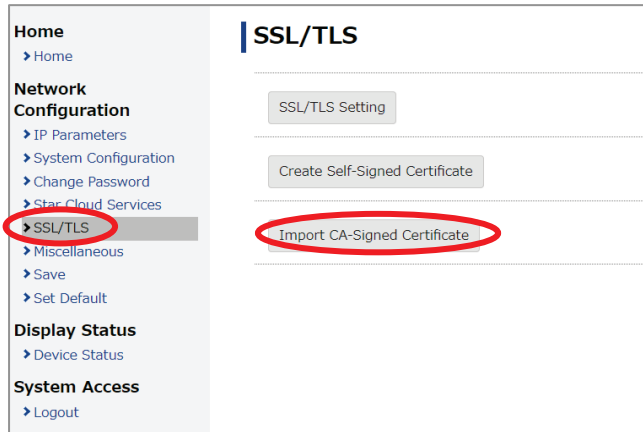 Home
Home
Network
Configuration
IP Parameters
System Configuration
Change Password
Star Cloud Services
SSL/TLS
Miscellaneous
Save
Set Default
Display Status
Device Status
System Access
Logout
SSL/TLS
SSL/TLS Setting
Create Self-Signed Certificate
Import CA-Signed Certificate